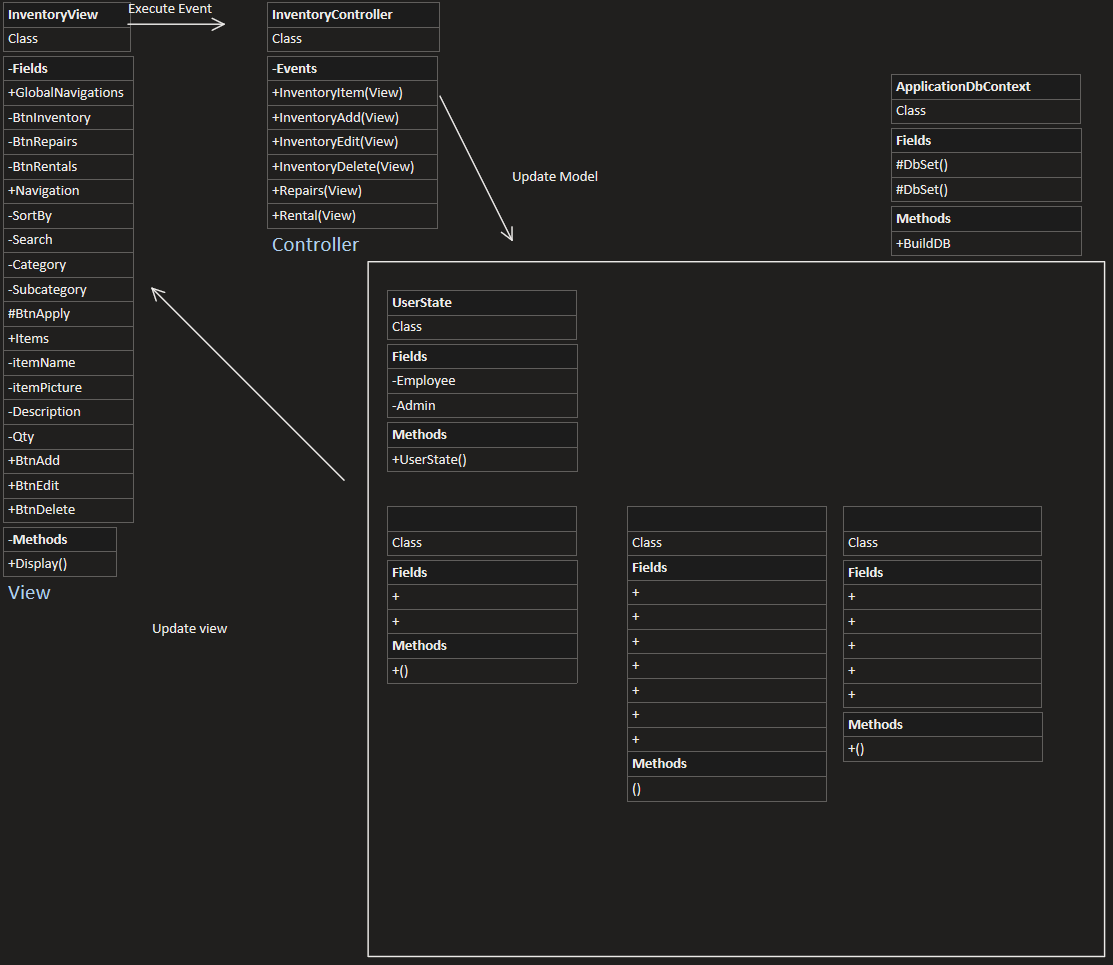 InventoryView
Class
-Fields
+GlobalNavigations
-BtnInventory
-BtnRepairs
-BtnRentals
+Navigation
-SortBy
-Search
-Category
-Subcategory
#BtnApply
+Items
-itemName
-itemPicture
-Description
-Qty
+BtnAdd
+BtnEdit
+BtnDelete
-Methods
+Display()
View
Execute Event
InventoryController
Class
-Events
+InventoryItem(View)
+InventoryAdd(View)
+InventoryEdit(View)
+InventoryDelete(View)
+Repairs(View)
+Rental(View)
Controller
Update Model
ApplicationDbContext
Class
Fields
#DbSet()
#DbSet()
Methods
+BuildDB
Update view
UserState
Class
Fields
-Employee
-Admin
Methods
+UserState()
Class
Fields
+
+
Methods
+()
Class
Fields
+
+
+
+
+
+
+
Methods
()
Class
Fields
+
+
+
+
+
Methods
+()